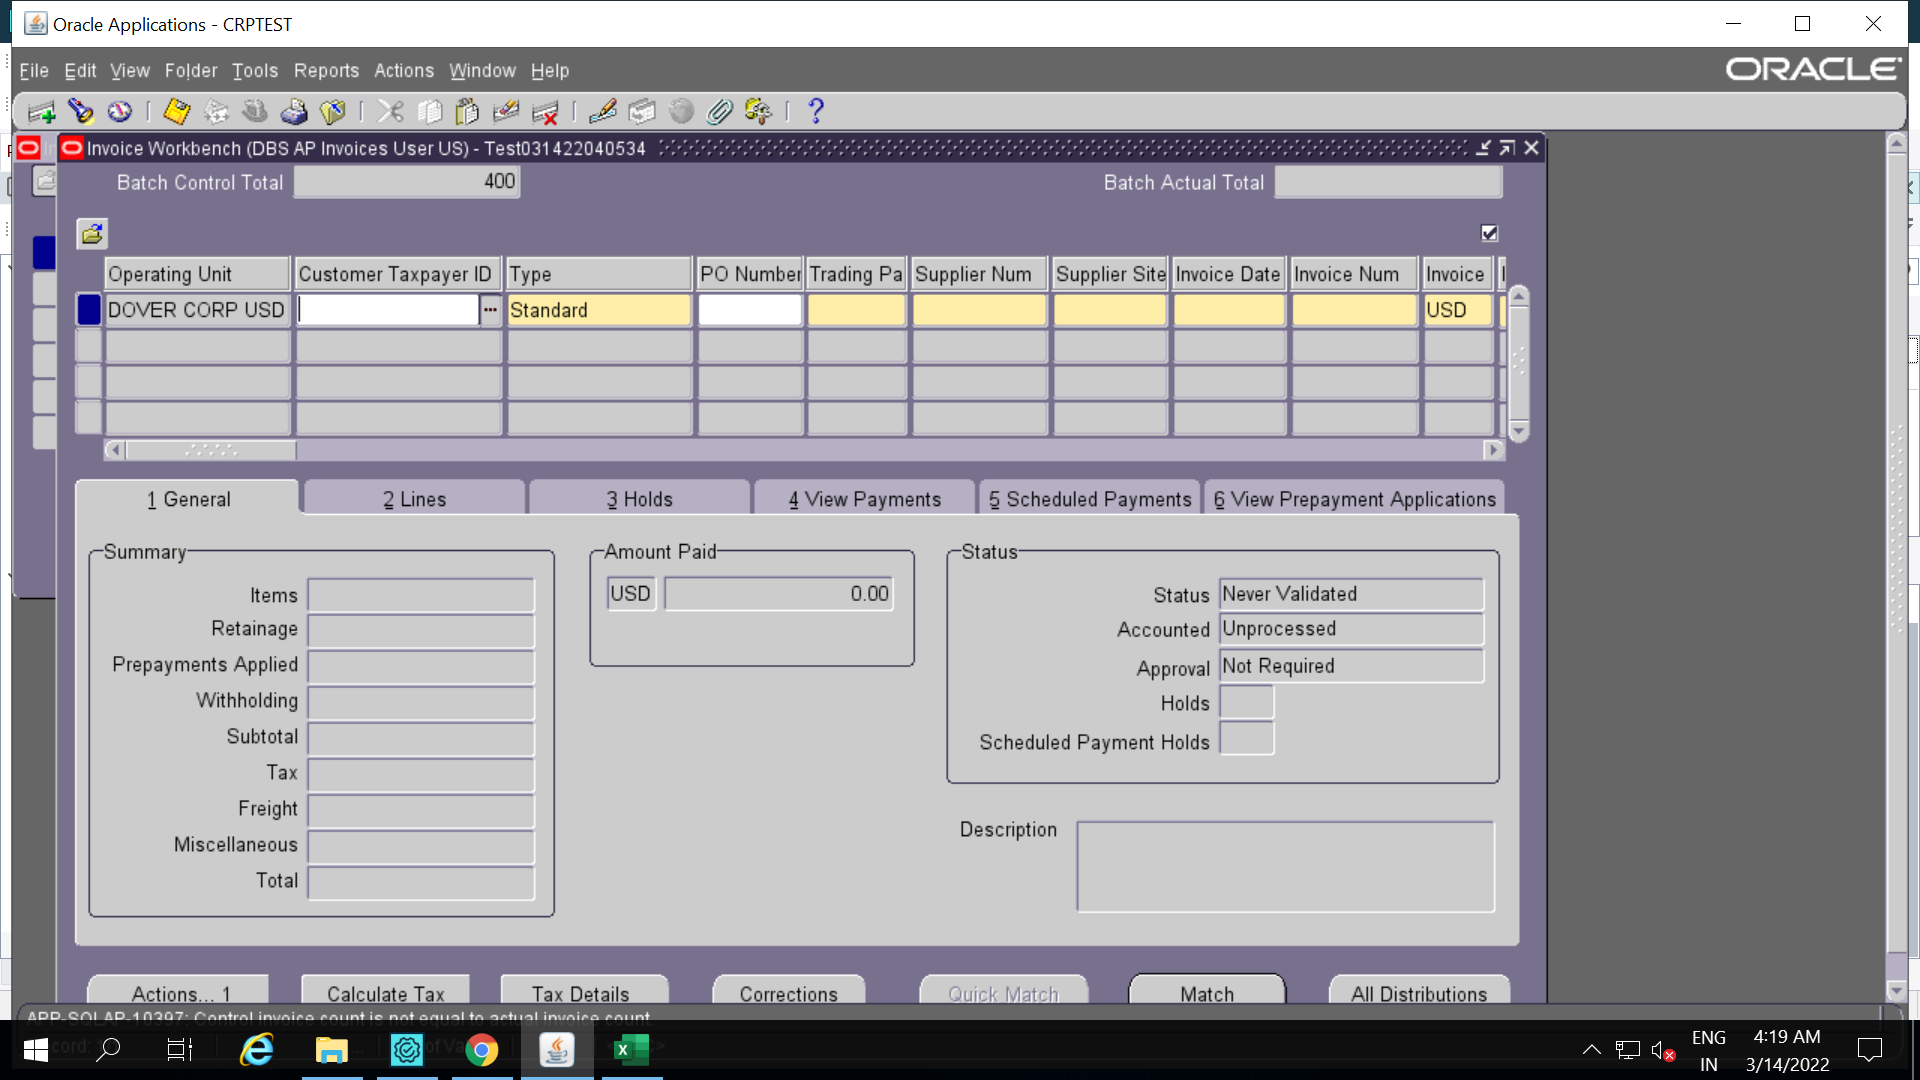 Oracle Applications - CRPTEST
File Edit View Folder Tools Reports Actions Window Help
ORACLE
Invoice Workbench (DBS AP Invoices User US) - Test031422040534
Batch Control Total 400 Batch Actual Total
Operating Unit Customer Taxpayer ID Type PO Number Trading Pa Supplier Num Supplier Site Invoice Date Invoice Num Invoice
DOVER CORP USD Standard USD
1 General 2 Lines 3 Holds 4 View Payments 5 Scheduled Payments 6 View Prepayment Applications
Summary Amount Paid Status
Items USD 0.00 Status Never Validated
Retainage Accounted Unprocessed
Prepayments Applied Approval Not Required
Withholding Holds
Subtotal Scheduled Payment Holds
Tax
Freight
Miscellaneous Description
Total
Actions... 1 Calculate Tax Tax Details Corrections Quick Match Match All Distributions
APP-SQLAP-10397: Control invoice count is not equal to actual invoice count.
ENG 4:19 AM
IN 3/14/2022